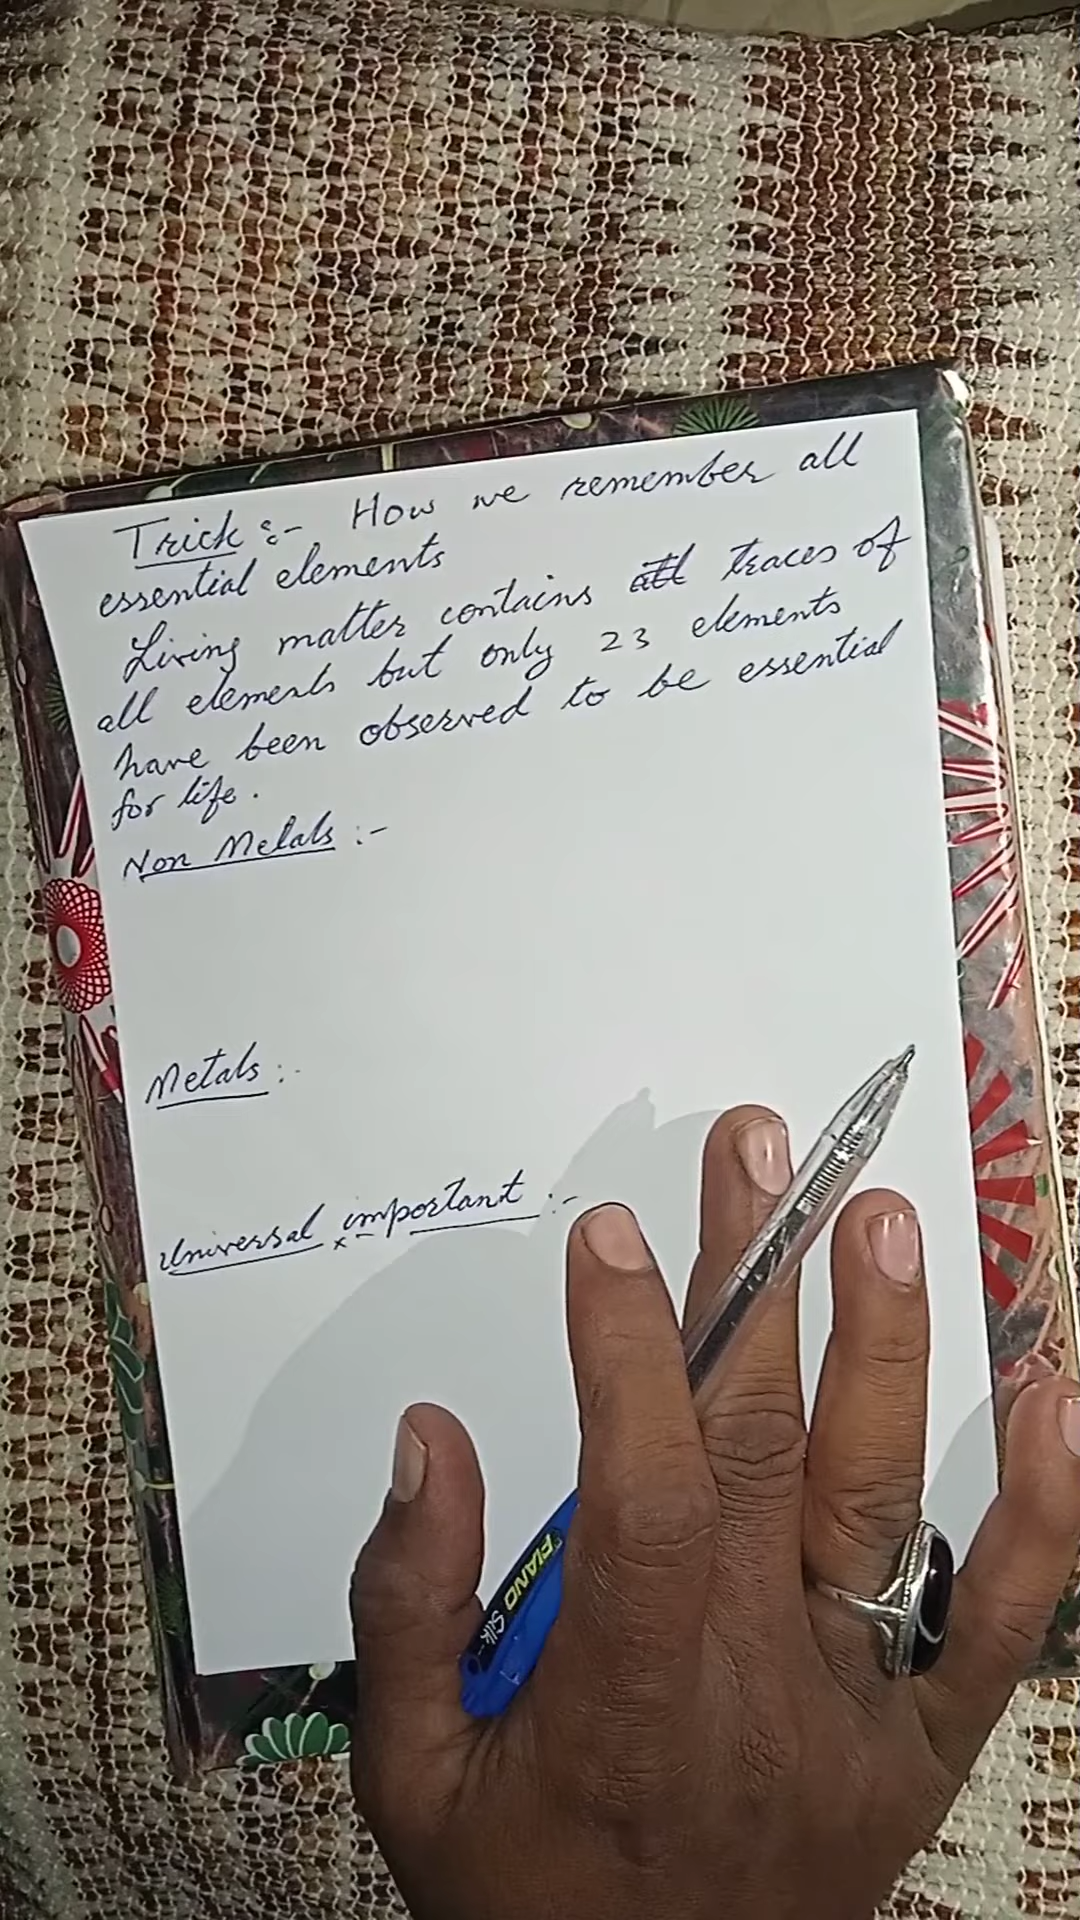 Trick :- How we remember all
essential elements
Living matter contains all traces of
all elements but only 23 elements
have been observed to be essential
for life.
Non Metals :-
Metals :-
Universal important :-
PIANO Silk